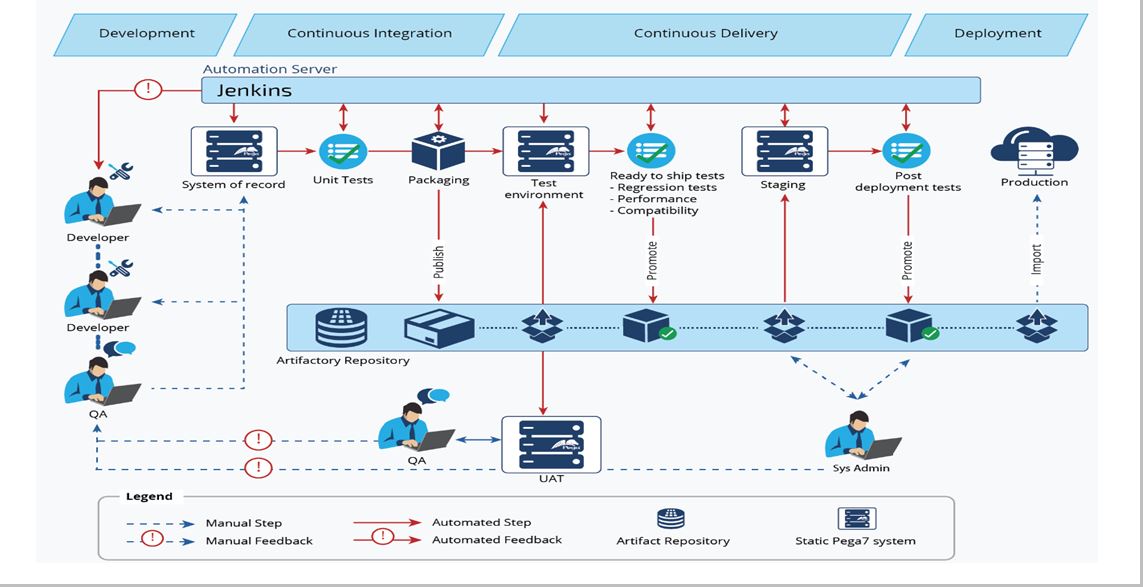 Development
Continuous Integration
Continuous Delivery
Deployment
Automation Server
Jenkins
!
System of record
Unit Tests
Packaging
Test
environment
Ready to ship tests
- Regression tests
- Performance
- Compatibility
Staging
Post
deployment tests
Production
Developer
Developer
QA
Publish
Promote
Promote
Import
Artifactory Repository
!
!
QA
UAT
Sys Admin
Legend
Manual Step
! Manual Feedback
Automated Step
! Automated Feedback
Artifact Repository
Static Pega7 system